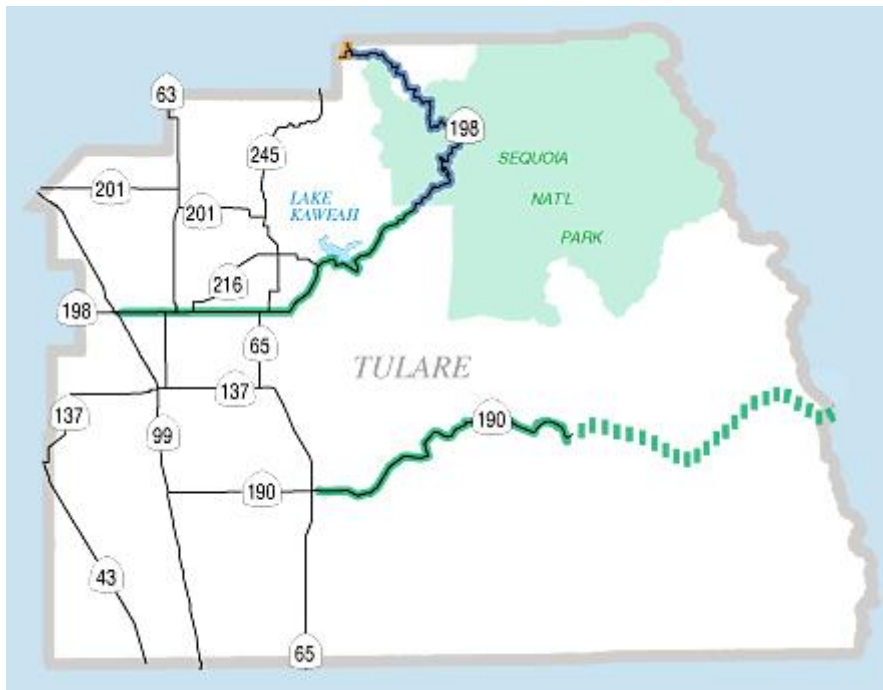 63
198
245
SEQUOIA
201
LAKE
NAT'L
KAWEAH
201
PARK
216
198
65
TULARE
137
137
190
99
190
43
65